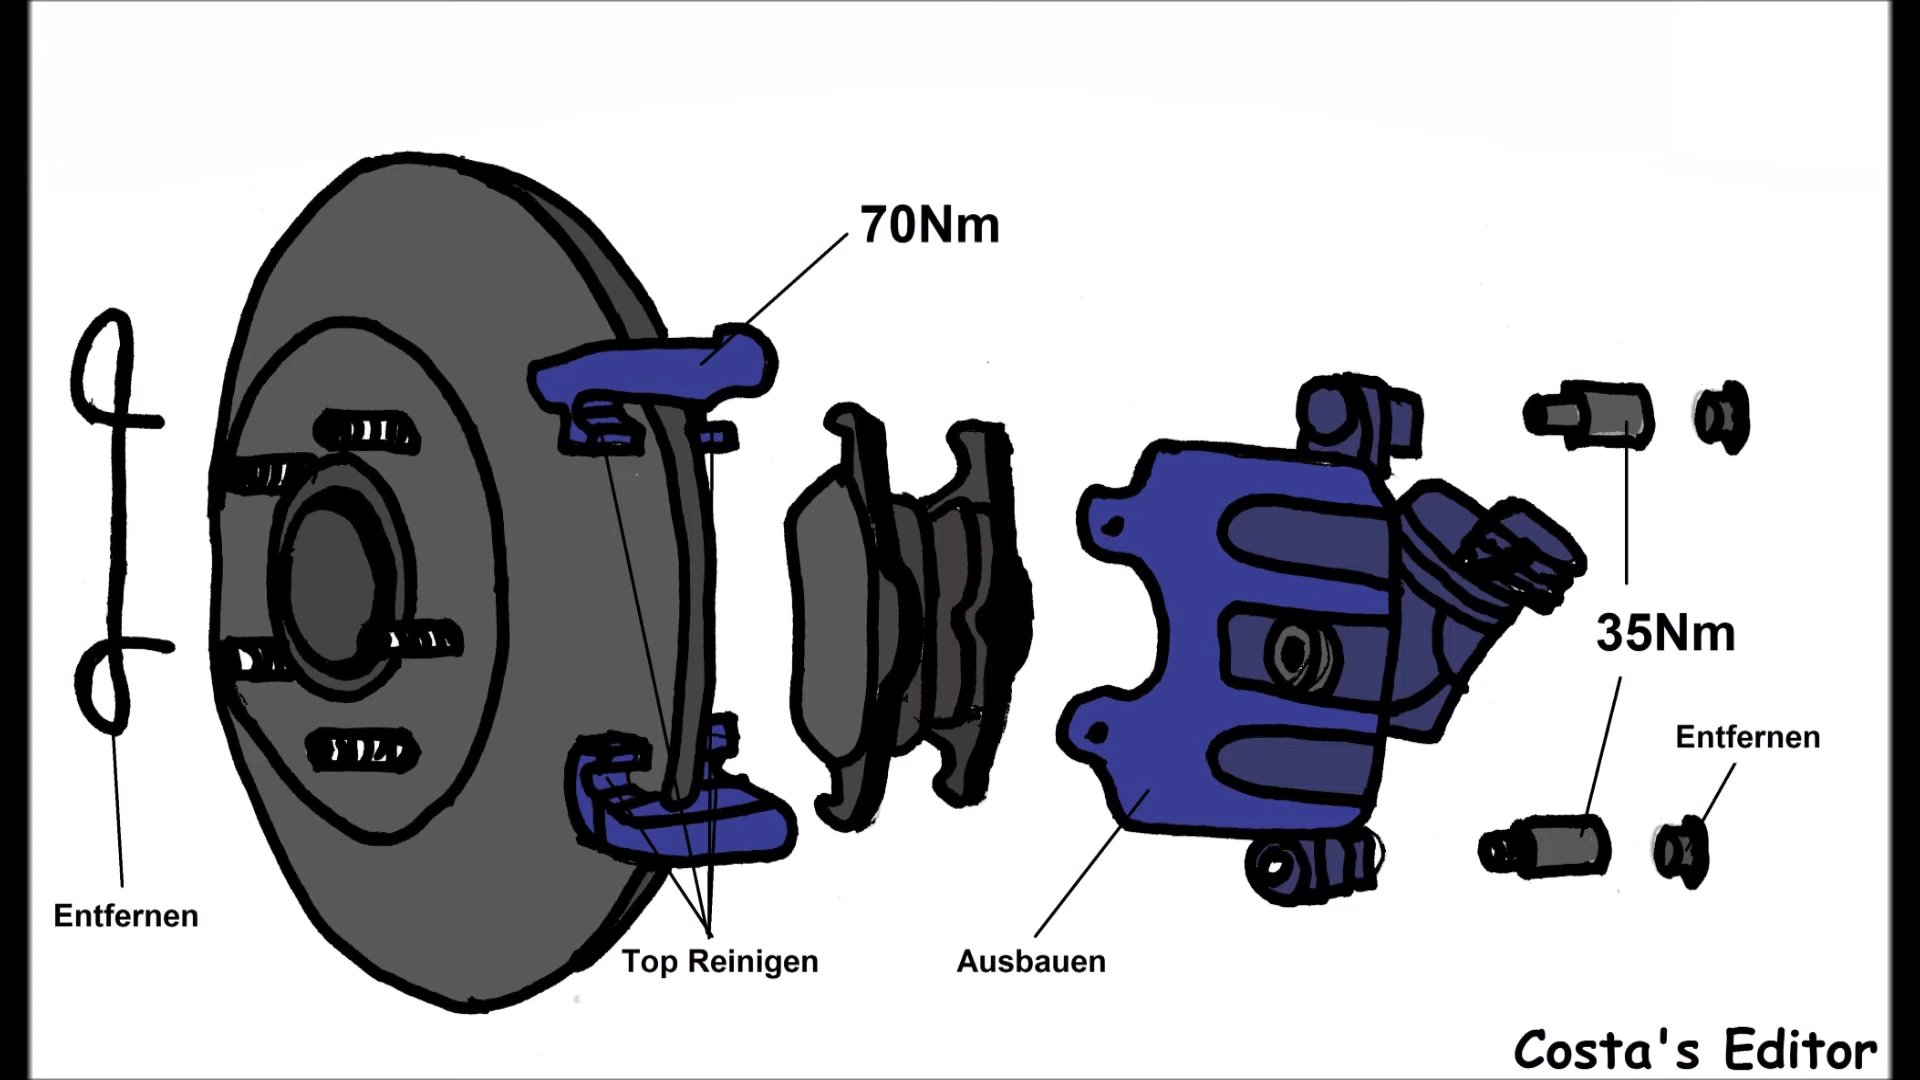 70Nm
35Nm
Entfernen
Entfernen
Top Reinigen
Ausbauen
Costa's Editor